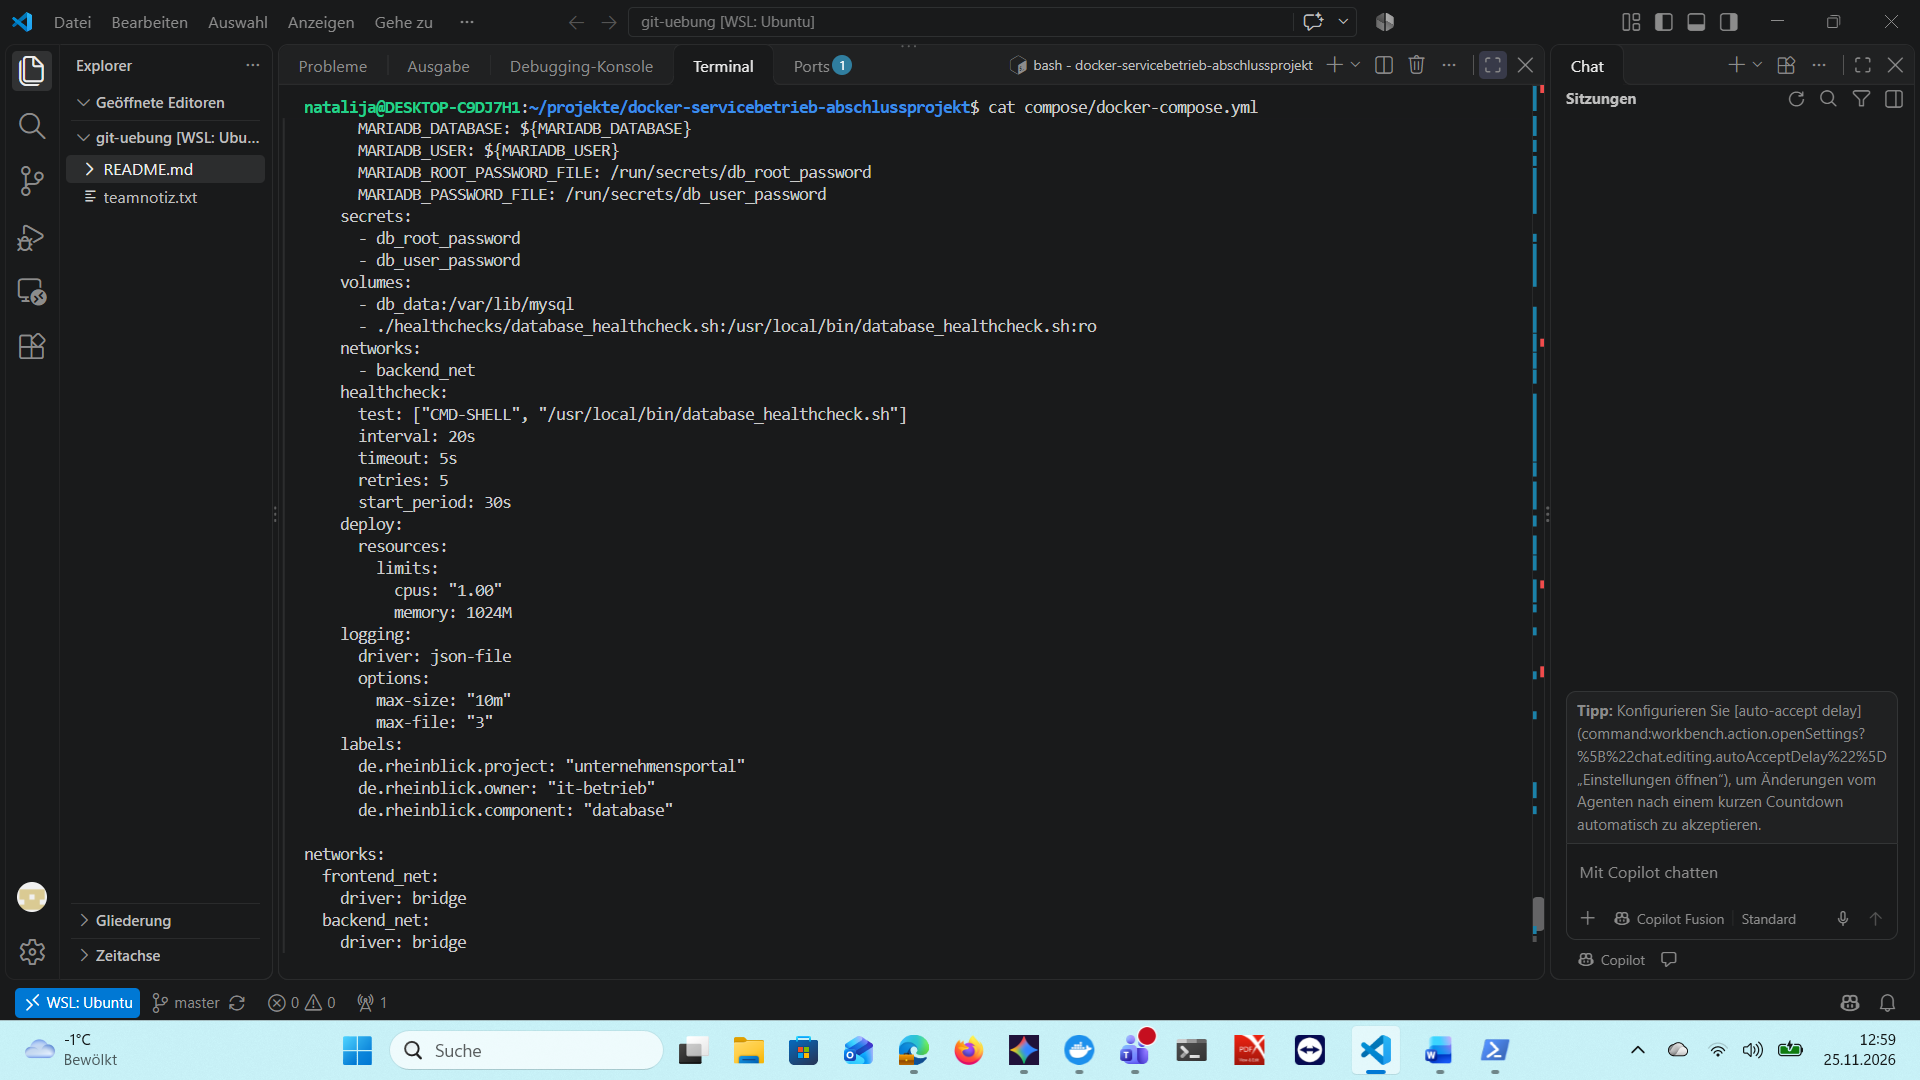 Datei
Bearbeiten
Auswahl
Anzeigen
Gehe zu
git-uebung [WSL: Ubuntu]
Explorer
Geöffnete Editoren
git-uebung [WSL: Ubu...
README.md
teamnotiz.txt
Gliederung
Zeitachse
Probleme
Ausgabe
Debugging-Konsole
Terminal
Ports 1
bash - docker-servicebetrieb-abschlussprojekt
natalija@DESKTOP-C9DJ7H1:~/projekte/docker-servicebetrieb-abschlussprojekt$ cat compose/docker-compose.yml
      MARIADB_DATABASE: ${MARIADB_DATABASE}
      MARIADB_USER: ${MARIADB_USER}
      MARIADB_ROOT_PASSWORD_FILE: /run/secrets/db_root_password
      MARIADB_PASSWORD_FILE: /run/secrets/db_user_password
    secrets:
      - db_root_password
      - db_user_password
    volumes:
      - db_data:/var/lib/mysql
      - ./healthchecks/database_healthcheck.sh:/usr/local/bin/database_healthcheck.sh:ro
    networks:
      - backend_net
    healthcheck:
      test: ["CMD-SHELL", "/usr/local/bin/database_healthcheck.sh"]
      interval: 20s
      timeout: 5s
      retries: 5
      start_period: 30s
    deploy:
      resources:
        limits:
          cpus: "1.00"
          memory: 1024M
    logging:
      driver: json-file
      options:
        max-size: "10m"
        max-file: "3"
    labels:
      de.rheinblick.project: "unternehmensportal"
      de.rheinblick.owner: "it-betrieb"
      de.rheinblick.component: "database"
networks:
  frontend_net:
    driver: bridge
  backend_net:
    driver: bridge
Chat
Sitzungen
Tipp: Konfigurieren Sie [auto-accept delay]
(command:workbench.action.openSettings?
%5B%22chat.editing.autoAcceptDelay%22%5D
„Einstellungen öffnen“), um Änderungen vom
Agenten nach einem kurzen Countdown
automatisch zu akzeptieren.
Mit Copilot chatten
Copilot Fusion
Standard
Copilot
WSL: Ubuntu
master
0
0
1
-1°C
Bewölkt
Suche
12:59
25.11.2026